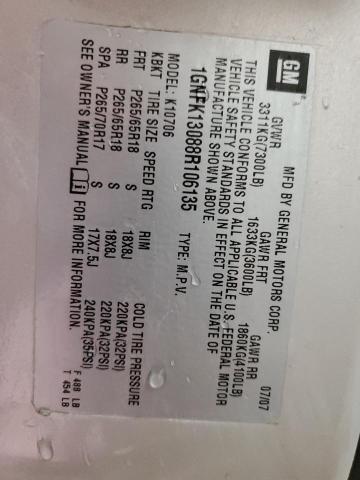 GM
MFD BY GENERAL MOTORS CORP. 07/07
GVWR GAWR FRT GAWR RR
3311KG(7300LB) 1633KG(3600LB) 1860KG(4100LB)
THIS VEHICLE CONFORMS TO ALL APPLICABLE U.S. FEDERAL MOTOR
VEHICLE SAFETY STANDARDS IN EFFECT ON THE DATE OF
MANUFACTURE SHOWN ABOVE.
1GNFK13088R106135 TYPE: M.P.V.
MODEL: K10706
KBKT TIRE SIZE SPEED RTG RIM COLD TIRE PRESSURE
FRT P265/65R18 S 18X8J 220KPA(32PSI)
RR P265/65R18 S 18X8J 220KPA(32PSI)
SPA P265/70R17 S 17X7.5J 240KPA(35PSI)
SEE OWNER'S MANUAL i FOR MORE INFORMATION.
F 488 LB
T 454 LB